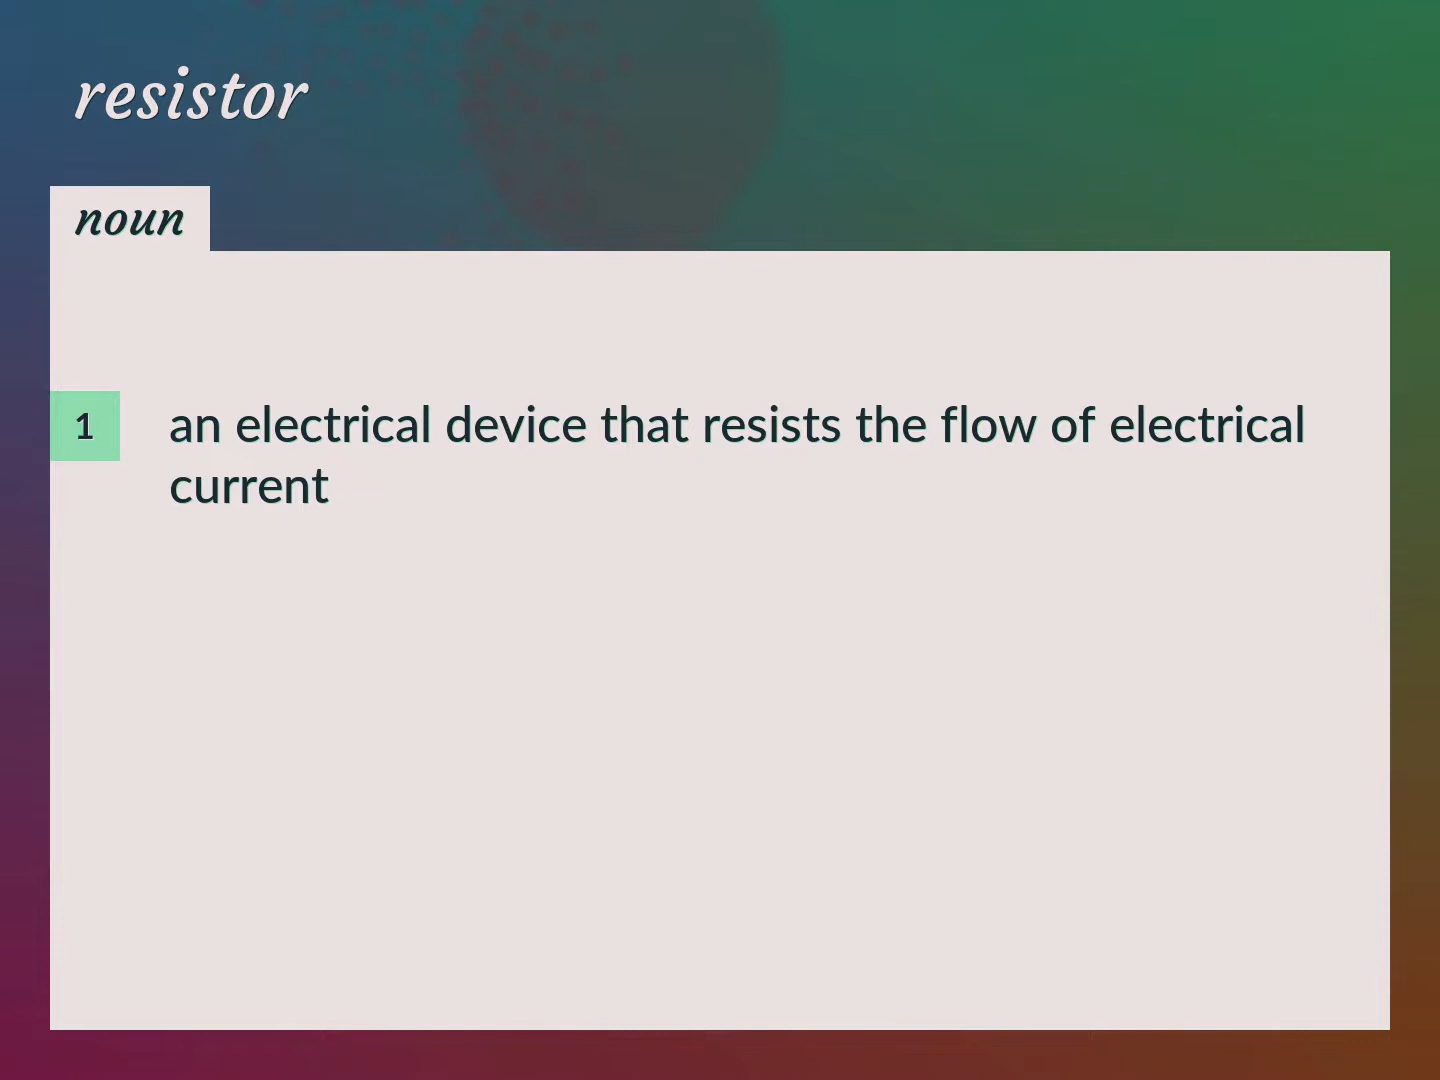 resistor
noun
1 an electrical device that resists the flow of electrical
current